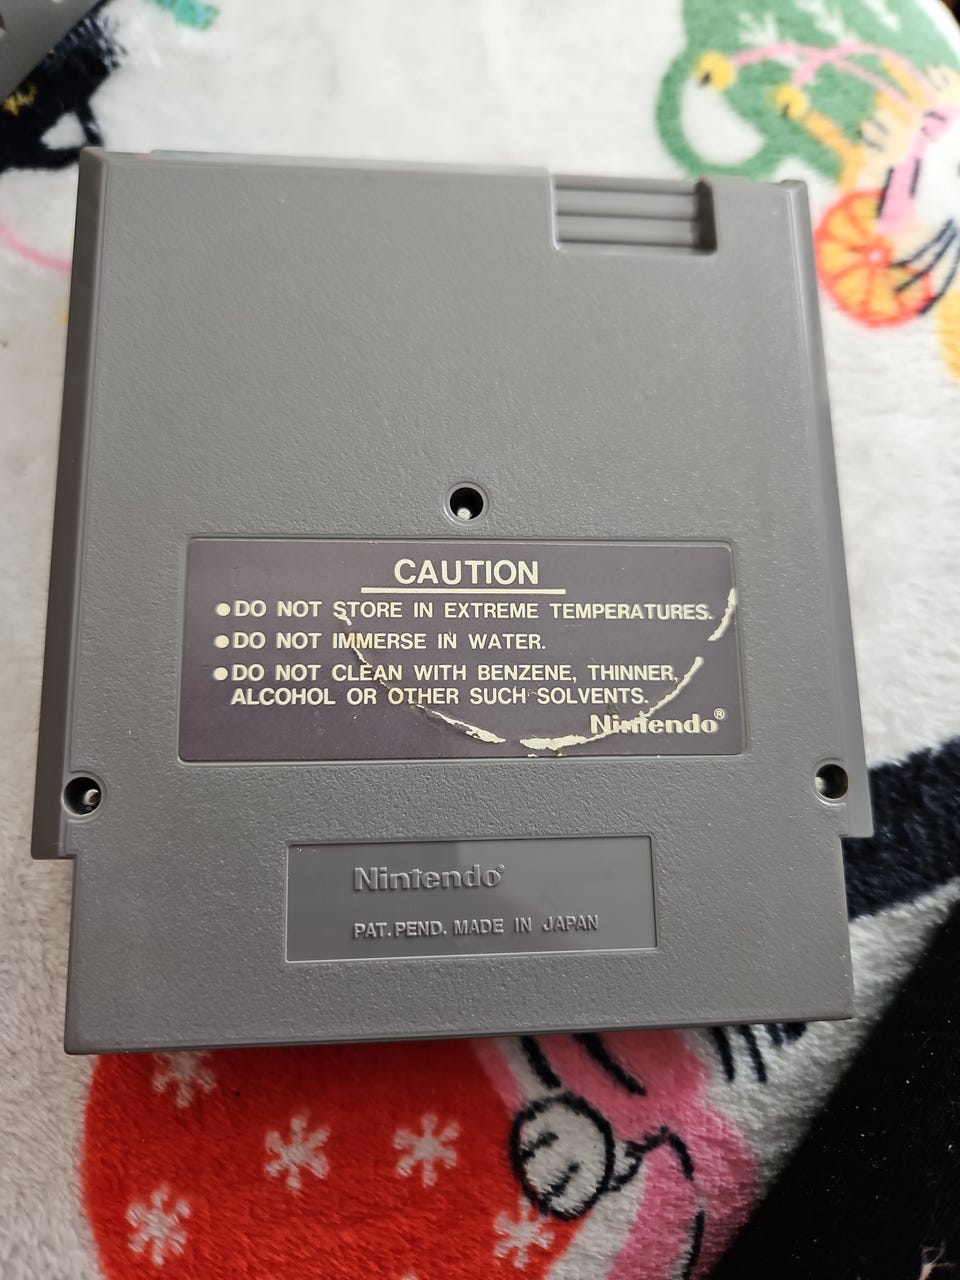 CAUTION
●DO NOT STORE IN EXTREME TEMPERATURES.
●DO NOT IMMERSE IN WATER.
●DO NOT CLEAN WITH BENZENE, THINNER,
ALCOHOL OR OTHER SUCH SOLVENTS.
Nintendo®
Nintendo®
PAT. PEND. MADE IN JAPAN